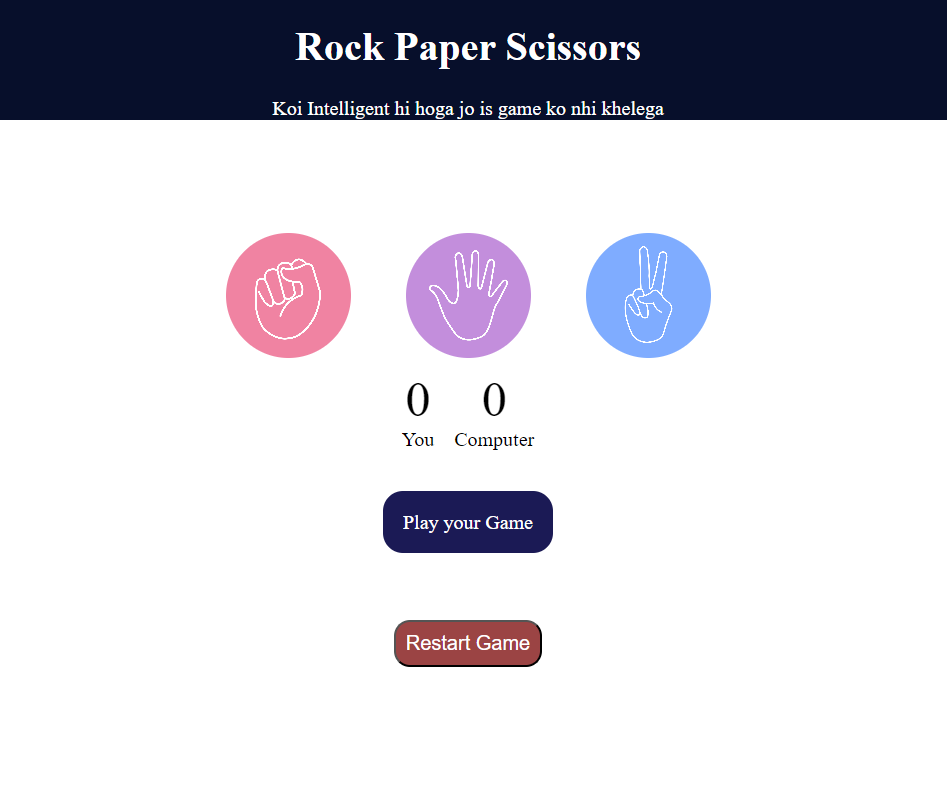 Rock Paper Scissors
Koi Intelligent hi hoga jo is game ko nhi khelega
0 0
You Computer
Play your Game
Restart Game